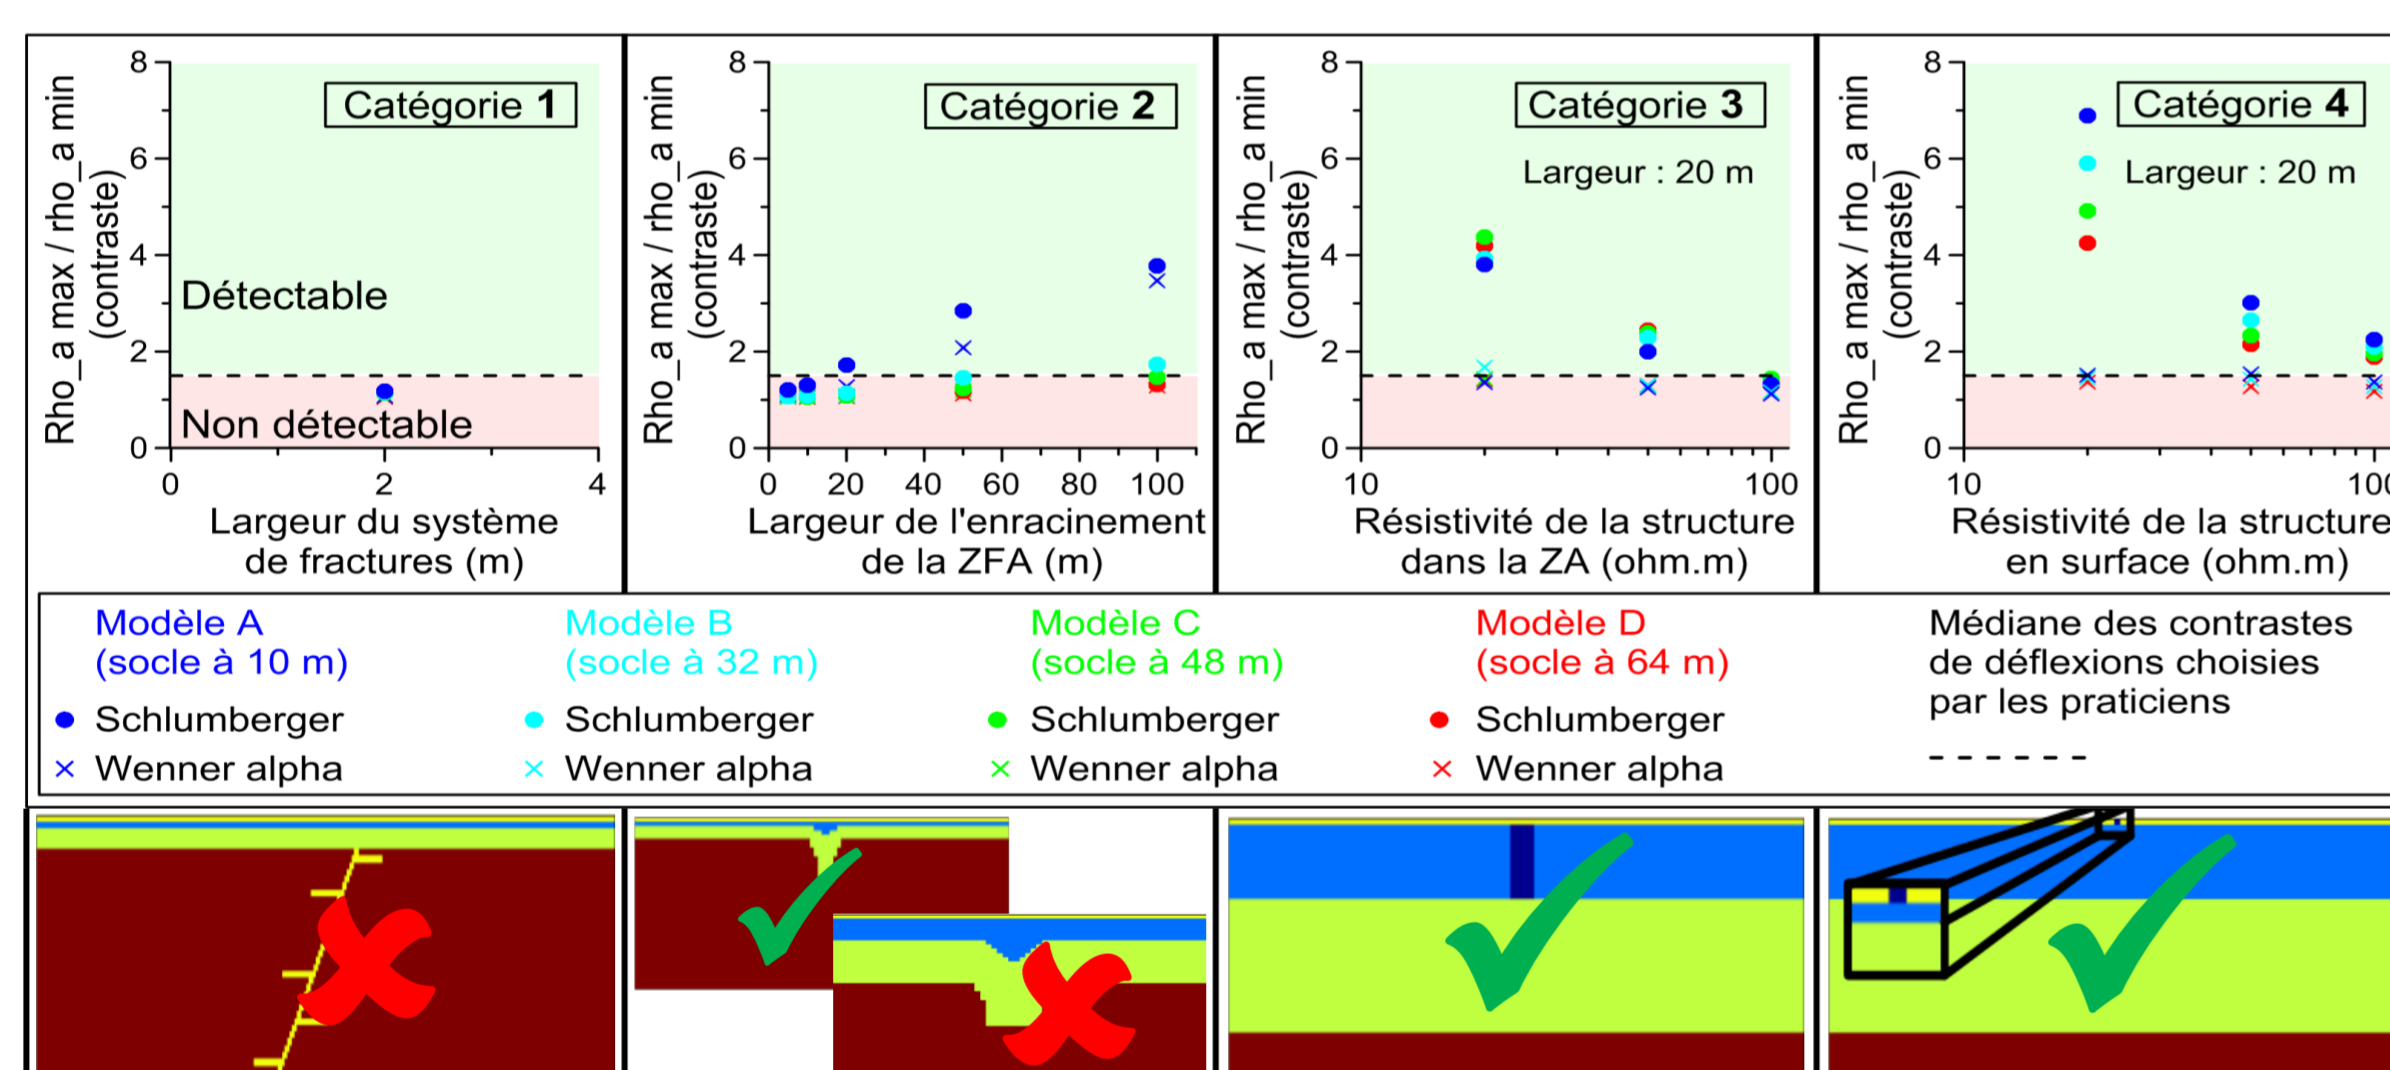 Rho_a max / rho_a min
(contraste)
8
6
4
2
0
Catégorie 1
Détectable
Non détectable
0
2
4
Largeur du système
de fractures (m)
Rho_a max / rho_a min
(contraste)
8
6
4
2
0
Catégorie 2
0
20
40
60
80
100
Largeur de l'enracinement
de la ZFA (m)
Rho_a max / rho_a min
(contraste)
8
6
4
2
0
Catégorie 3
Largeur : 20 m
10
100
Résistivité de la structure
dans la ZA (ohm.m)
Rho_a max / rho_a min
(contraste)
8
6
4
2
0
Catégorie 4
Largeur : 20 m
10
100
Résistivité de la structure
en surface (ohm.m)
Modèle A
(socle à 10 m)
Schlumberger
Wenner alpha
Modèle B
(socle à 32 m)
Schlumberger
Wenner alpha
Modèle C
(socle à 48 m)
Schlumberger
Wenner alpha
Modèle D
(socle à 64 m)
Schlumberger
Wenner alpha
Médiane des contrastes
de déflexions choisies
par les praticiens